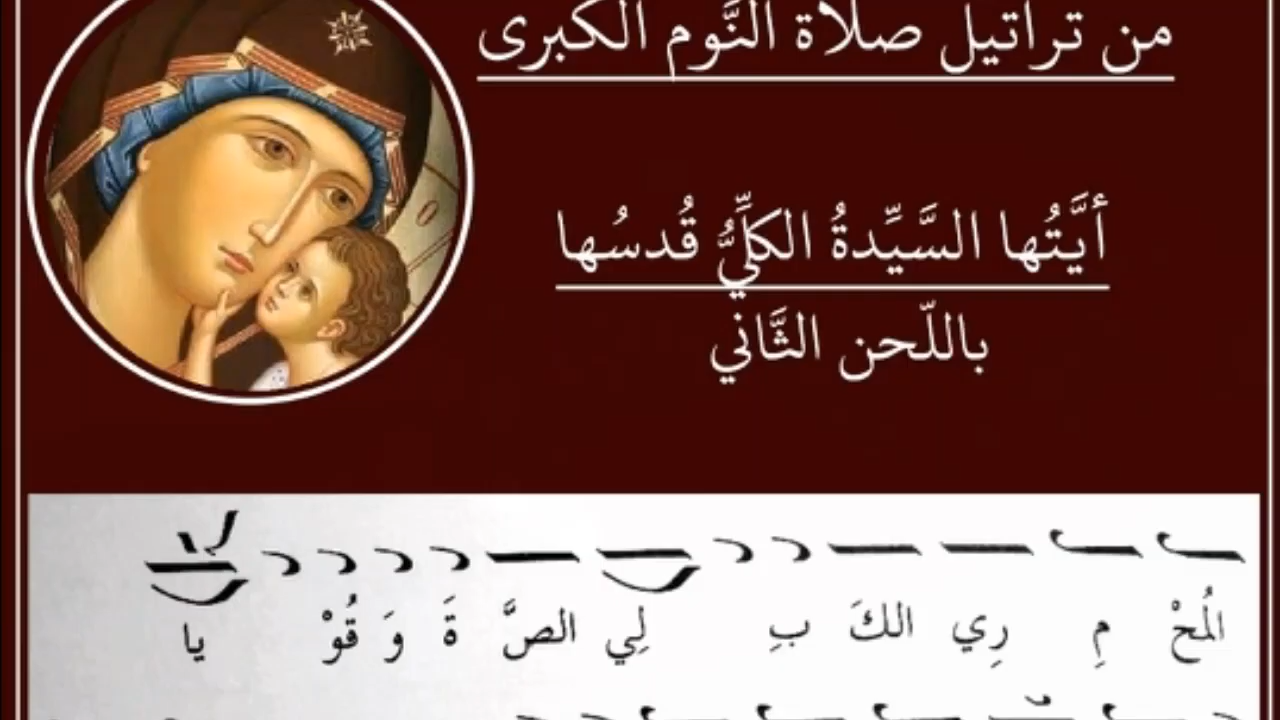 من تراتيل صلاة النَّوم الكبرى
أيَّتُها السَّيِّدةُ الكلِّيُّ قُدسُها
باللّحن الثَّاني
المُحْ مِ رِي الكَ بِ لِي الصَّ ةَ وَ قُوْ يا